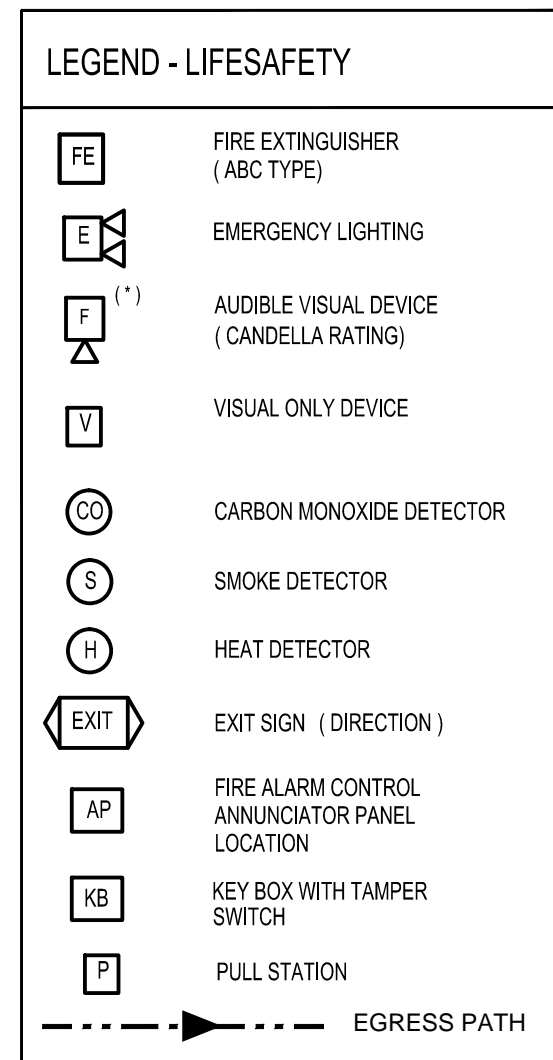 LEGEND - LIFESAFETY
FE
FIRE EXTINGUISHER
( ABC TYPE)
E
EMERGENCY LIGHTING
F
( * )
AUDIBLE VISUAL DEVICE
( CANDELLA RATING)
V
VISUAL ONLY DEVICE
CO
CARBON MONOXIDE DETECTOR
S
SMOKE DETECTOR
H
HEAT DETECTOR
EXIT
EXIT SIGN ( DIRECTION )
AP
FIRE ALARM CONTROL
ANNUNCIATOR PANEL
LOCATION
KB
KEY BOX WITH TAMPER
SWITCH
P
PULL STATION
EGRESS PATH